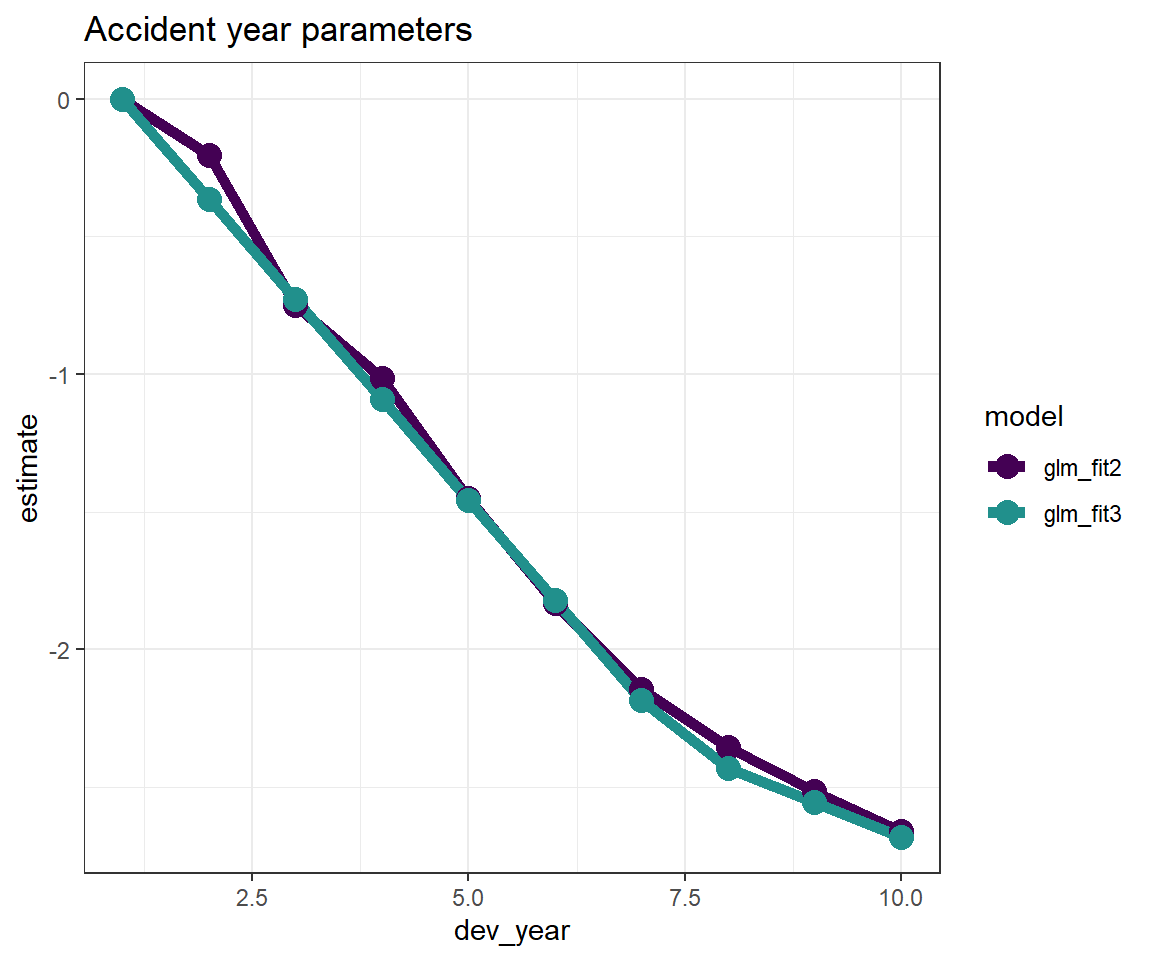 Accident year parameters
0
-1
-2
estimate
2.5 5.0 7.5 10.0
dev_year
model
glm_fit2
glm_fit3